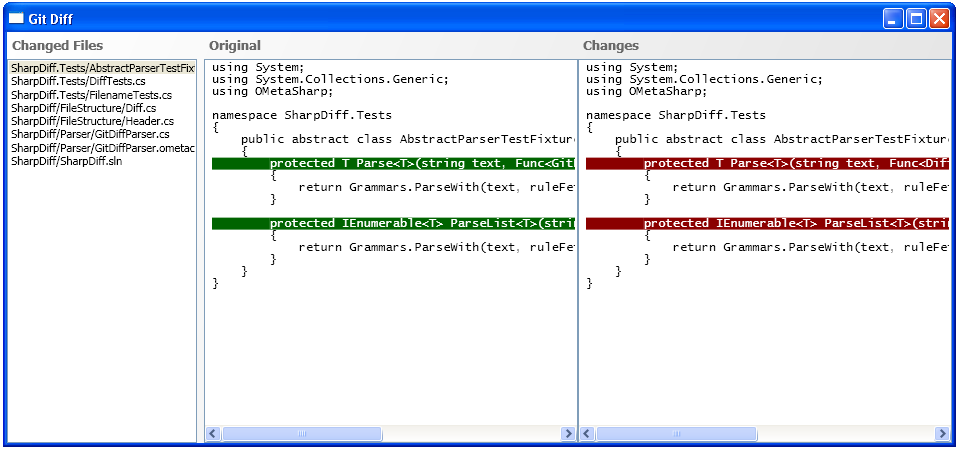 Git Diff
Changed Files
SharpDiff.Tests/AbstractParserTestFix
SharpDiff.Tests/DiffTests.cs
SharpDiff.Tests/FilenameTests.cs
SharpDiff/FileStructure/Diff.cs
SharpDiff/FileStructure/Header.cs
SharpDiff/Parser/GitDiffParser.cs
SharpDiff/Parser/GitDiffParser.ometac
SharpDiff/SharpDiff.sln
Original
using System;
using System.Collections.Generic;
using OMetaSharp;
namespace SharpDiff.Tests
{
public abstract class AbstractParserTestFixture
{
protected T Parse<T>(string text, Func<Git
{
return Grammars.ParseWith(text, ruleFe
}
protected IEnumerable<T> ParseList<T>(stri
{
return Grammars.ParseWith(text, ruleFe
}
}
}
Changes
using System;
using System.Collections.Generic;
using OMetaSharp;
namespace SharpDiff.Tests
{
public abstract class AbstractParserTestFixture
{
protected T Parse<T>(string text, Func<Dif
{
return Grammars.ParseWith(text, ruleFe
}
protected IEnumerable<T> ParseList<T>(stri
{
return Grammars.ParseWith(text, ruleFe
}
}
}